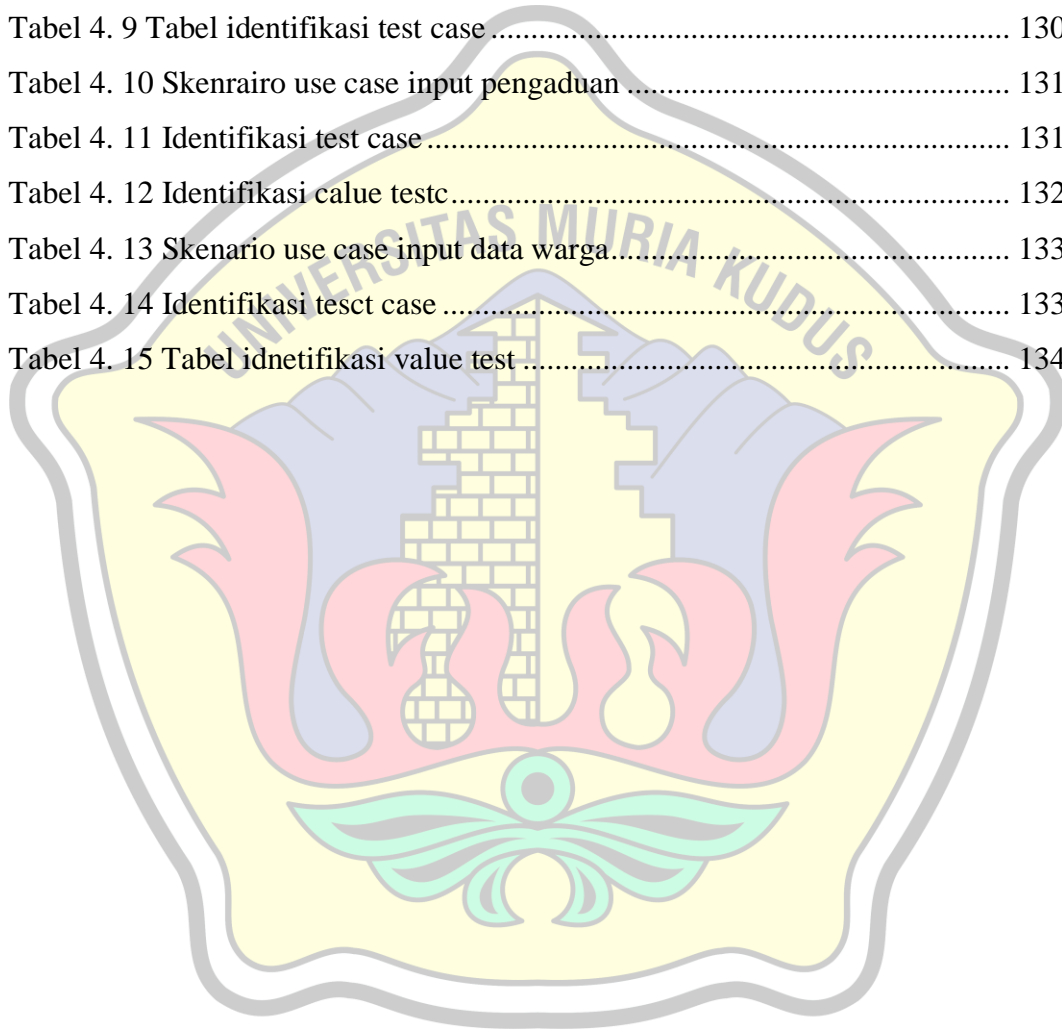 Tabel 4. 9 Tabel identifikasi test case .................................................................................. 130
Tabel 4. 10 Skenrairo use case input pengaduan ............................................................ 131
Tabel 4. 11 Identifikasi test case ............................................................................................ 131
Tabel 4. 12 Identifikasi calue testc ........................................................................................ 132
Tabel 4. 13 Skenario use case input data warga ............................................................... 133
Tabel 4. 14 Identifikasi tesct case .......................................................................................... 133
Tabel 4. 15 Tabel idnetifikasi value test ............................................................................. 134
UNIVERSITAS MURIA KUDUS